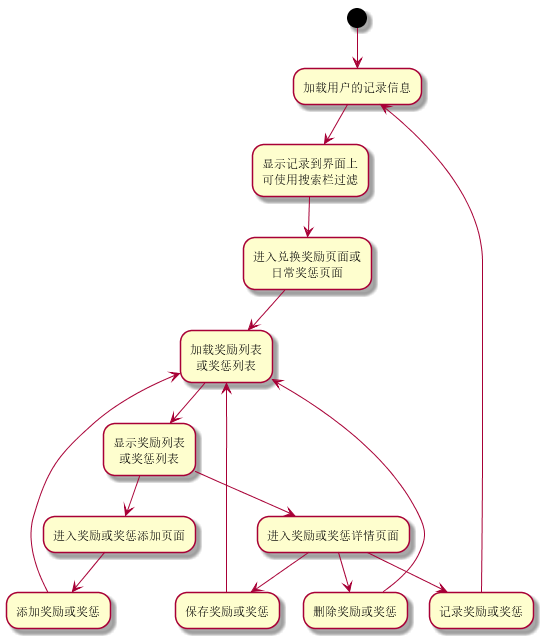 加载用户的记录信息
显示记录到界面上
可使用搜索栏过滤
进入兑换奖励页面或
日常奖惩页面
加载奖励列表
或奖惩列表
显示奖励列表
或奖惩列表
进入奖励或奖惩添加页面
进入奖励或奖惩详情页面
添加奖励或奖惩
保存奖励或奖惩
删除奖励或奖惩
记录奖励或奖惩